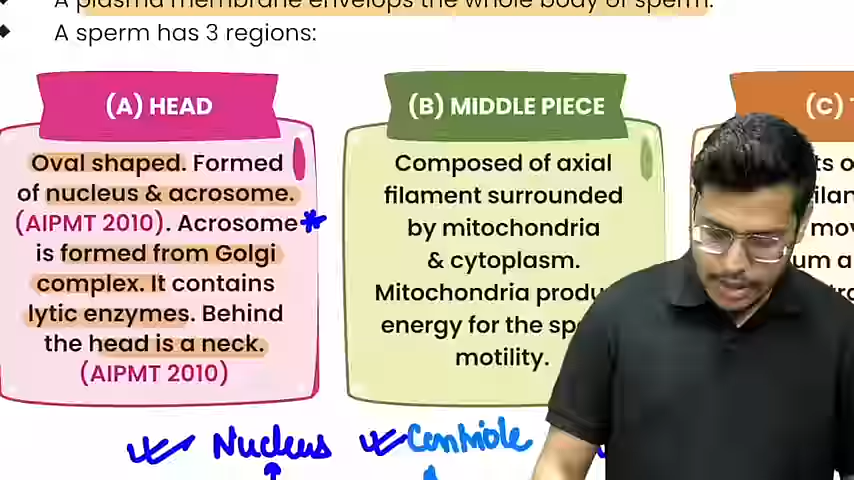 A plasma membrane envelops the whole body of sperm.
A sperm has 3 regions:
(A) HEAD
Oval shaped. Formed
of nucleus & acrosome.
(AIPMT 2010). Acrosome
is formed from Golgi
complex. It contains
lytic enzymes. Behind
the head is a neck.
(AIPMT 2010)
(B) MIDDLE PIECE
Composed of axial
filament surrounded
by mitochondria
& cytoplasm.
Mitochondria produ
energy for the sp
motility.
(C)
Nucleus
Centriole